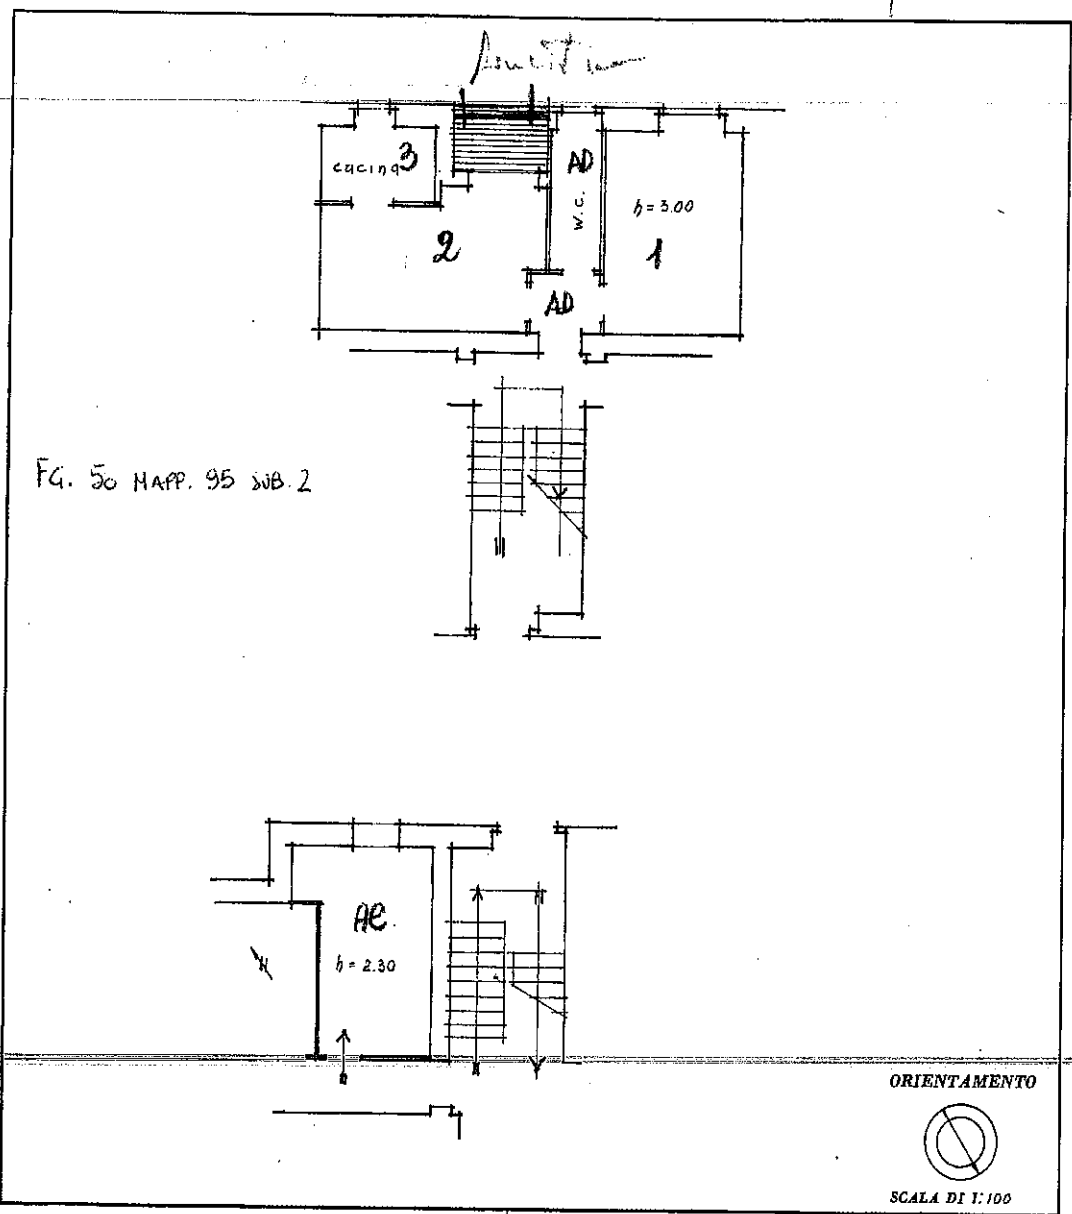 cucina 3
AD
W.C.
h = 3.00
2
1
AD
FG. 50 MAPP. 95 SUB. 2
AC.
h = 2.30
ORIENTAMENTO
SCALA DI 1:100